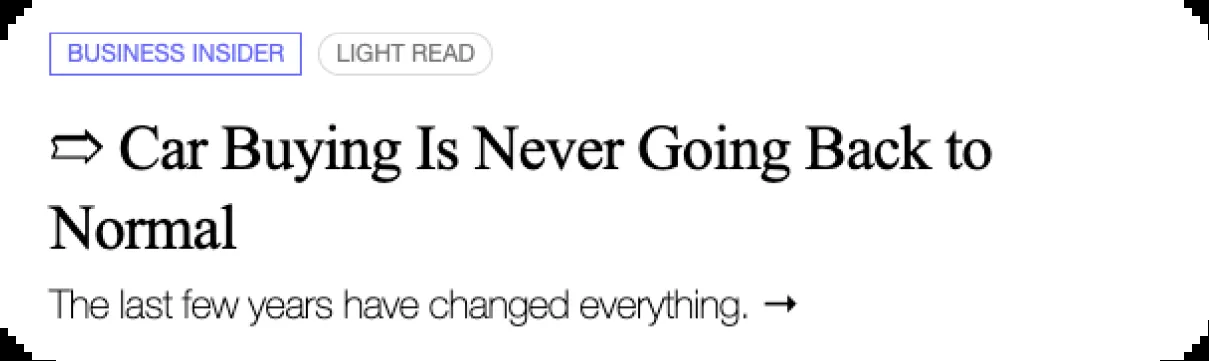 BUSINESS INSIDER LIGHT READ
⇨ Car Buying Is Never Going Back to
Normal
The last few years have changed everything. →